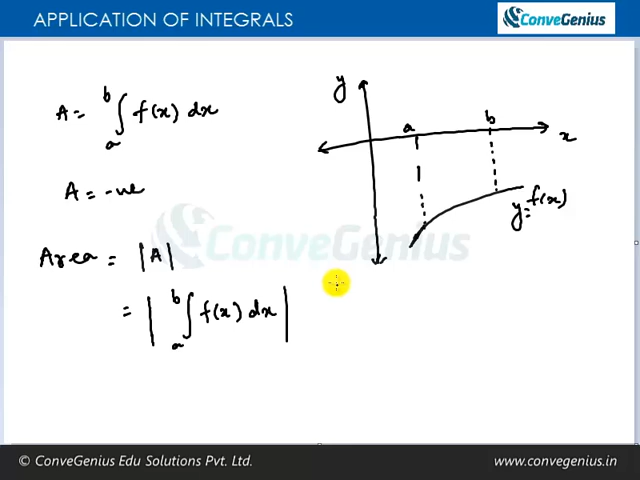 APPLICATION OF INTEGRALS
ConveGenius
A = ∫ₐᵇ f(x) dx
A = -ve
Area = |A|
= | ∫ₐᵇ f(x) dx |
y
a
b
x
y = f(x)
ConveGenius
© ConveGenius Edu Solutions Pvt. Ltd.
www.convegenius.in